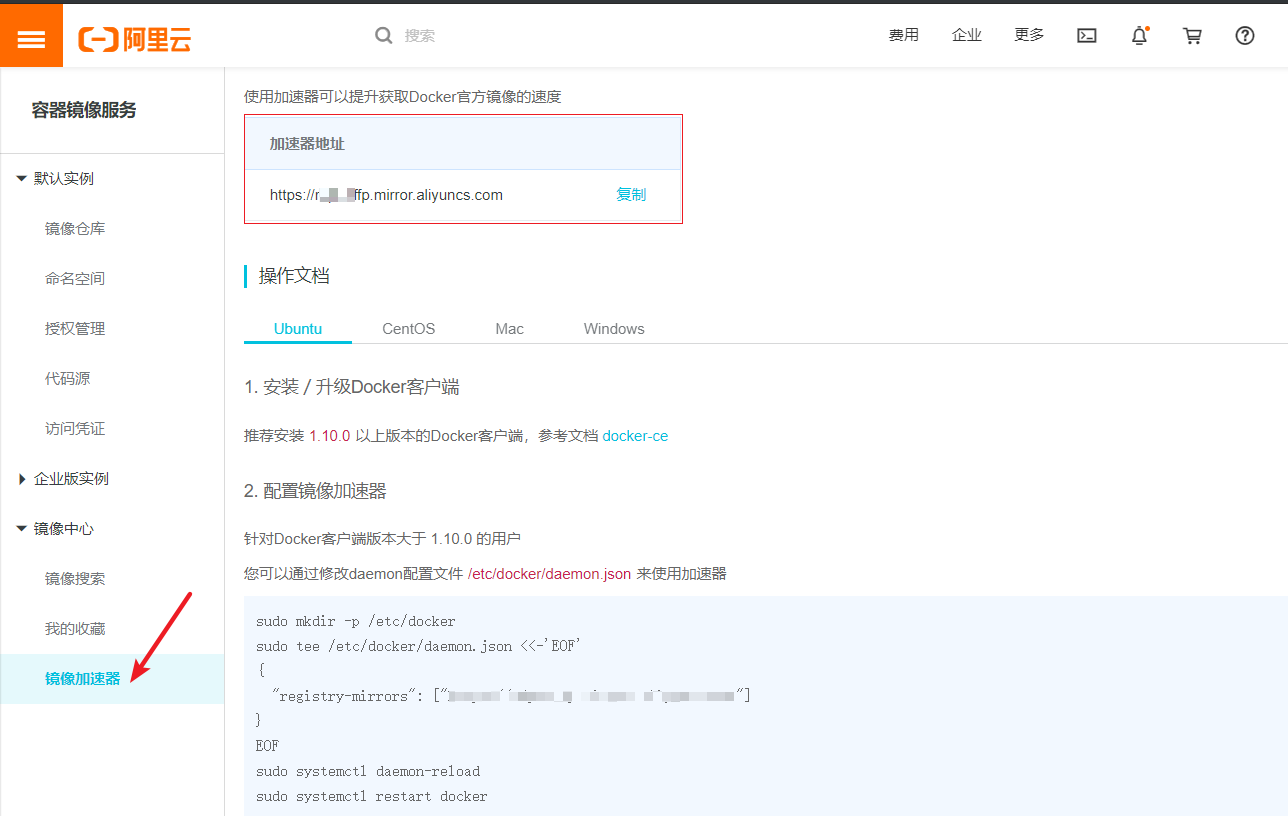 阿里云
搜索
费用
企业
更多
容器镜像服务
默认实例
镜像仓库
命名空间
授权管理
代码源
访问凭证
企业版实例
镜像中心
镜像搜索
我的收藏
镜像加速器
使用加速器可以提升获取Docker官方镜像的速度
加速器地址
https://r ffp.mirror.aliyuncs.com 复制
操作文档
Ubuntu CentOS Mac Windows
1. 安装 / 升级Docker客户端
推荐安装 1.10.0 以上版本的Docker客户端，参考文档 docker-ce
2. 配置镜像加速器
针对Docker客户端版本大于 1.10.0 的用户
您可以通过修改daemon配置文件 /etc/docker/daemon.json 来使用加速器
sudo mkdir -p /etc/docker
sudo tee /etc/docker/daemon.json <<-'EOF'
{
"registry-mirrors": [" "]
}
EOF
sudo systemctl daemon-reload
sudo systemctl restart docker